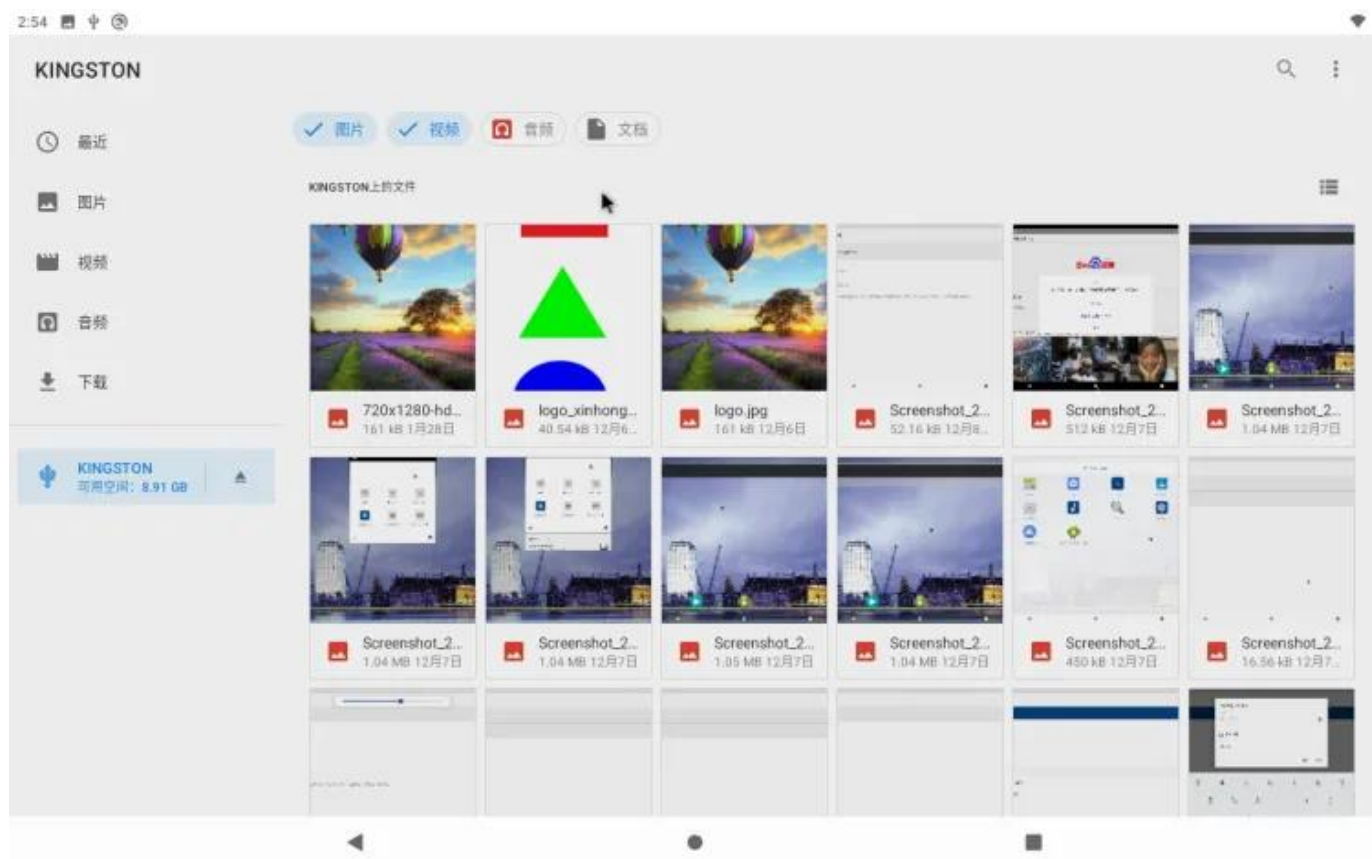 2:54
KINGSTON
最近
图片
视频
音频
下载
KINGSTON
可用空间：8.91 GB
图片
视频
音频
文档
KINGSTON上的文件
720x1280-hd...
161 kB 1月28日
logo_xinhong...
40.54 kB 12月6...
logo.jpg
161 kB 12月6日
Screenshot_2...
52.16 kB 12月8...
Screenshot_2...
512 kB 12月7日
Screenshot_2...
1.04 MB 12月7日
Screenshot_2...
1.04 MB 12月7日
Screenshot_2...
1.04 MB 12月7日
Screenshot_2...
1.05 MB 12月7日
Screenshot_2...
1.04 MB 12月7日
Screenshot_2...
450 kB 12月7日
Screenshot_2...
16.56 kB 12月7...